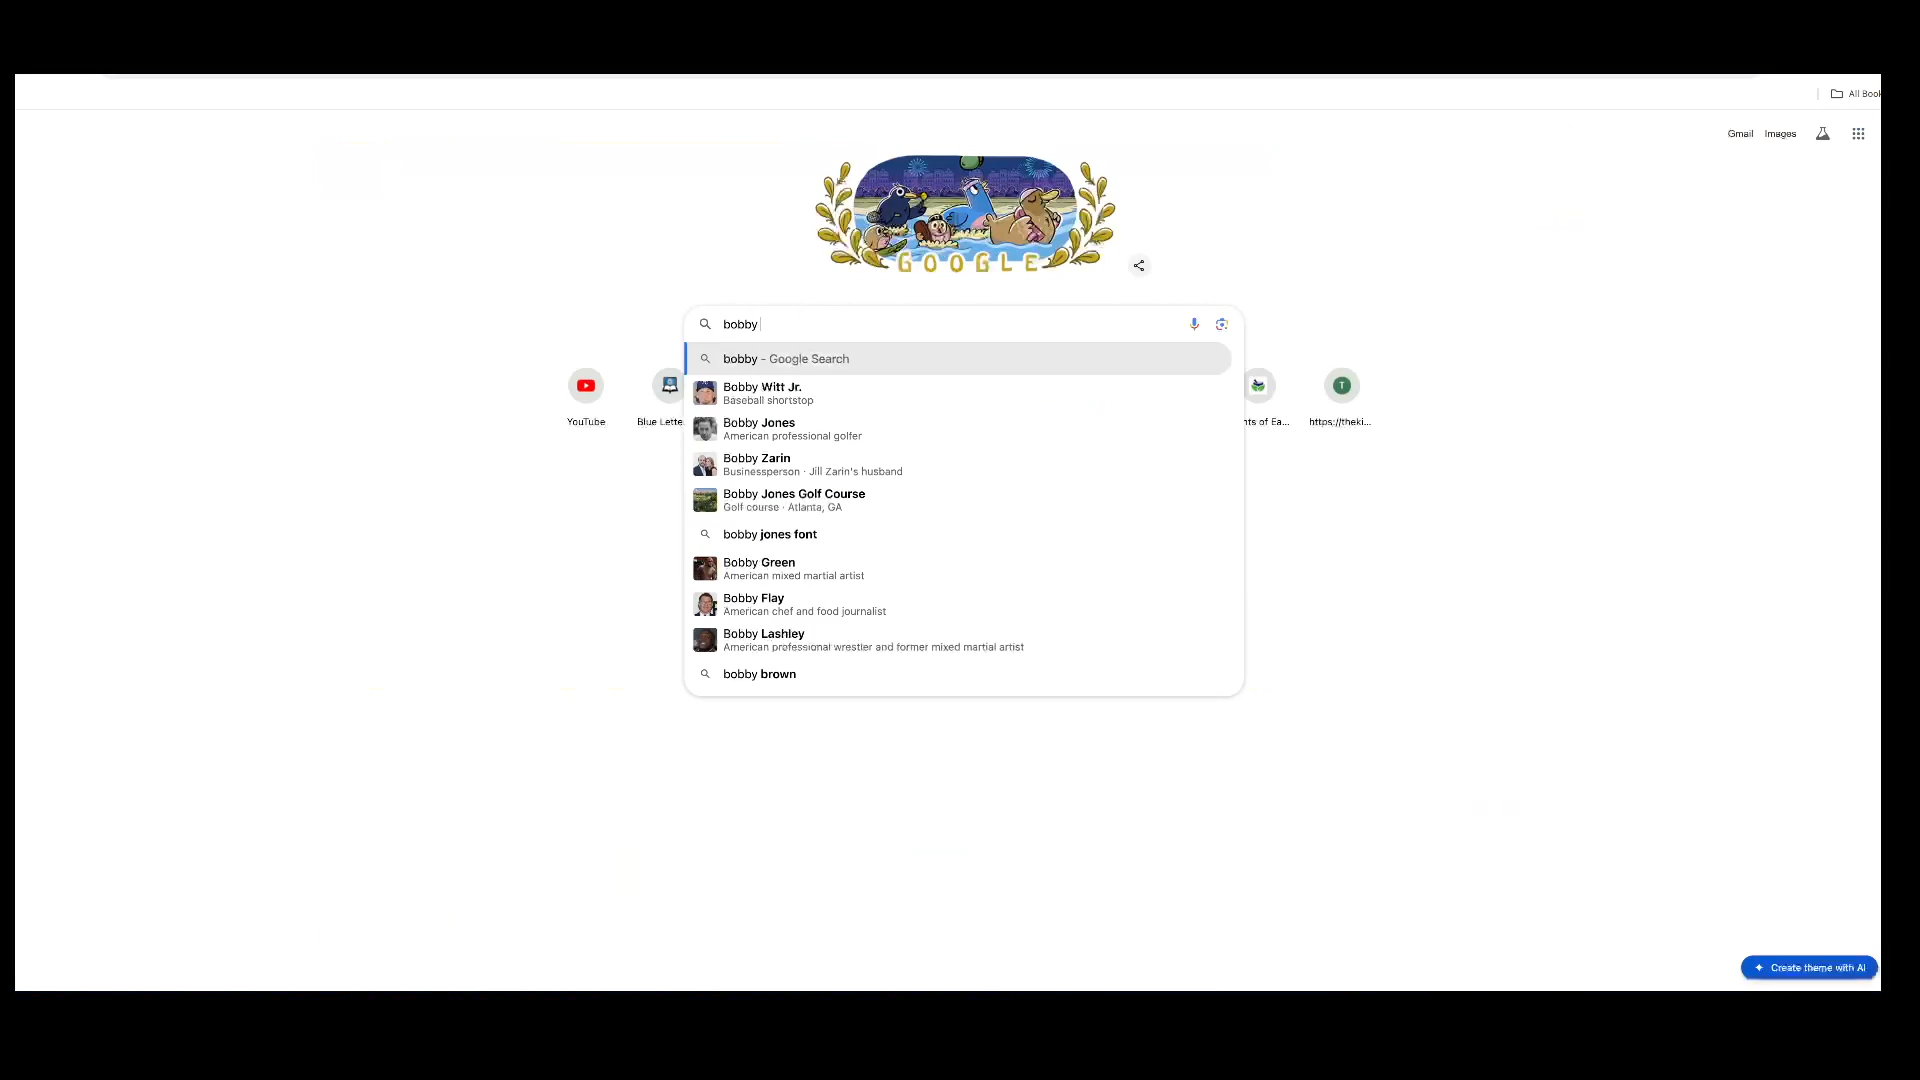 All Book
Gmail Images
GOOGLE
bobby
bobby - Google Search
Bobby Witt Jr.
Baseball shortstop
Bobby Jones
American professional golfer
Bobby Zarin
Businessperson · Jill Zarin's husband
Bobby Jones Golf Course
Golf course · Atlanta, GA
bobby jones font
Bobby Green
American mixed martial artist
Bobby Flay
American chef and food journalist
Bobby Lashley
American professional wrestler and former mixed martial artist
bobby brown
YouTube
Blue Lette
nts of Ea...
T
https://theki...
Create theme with AI